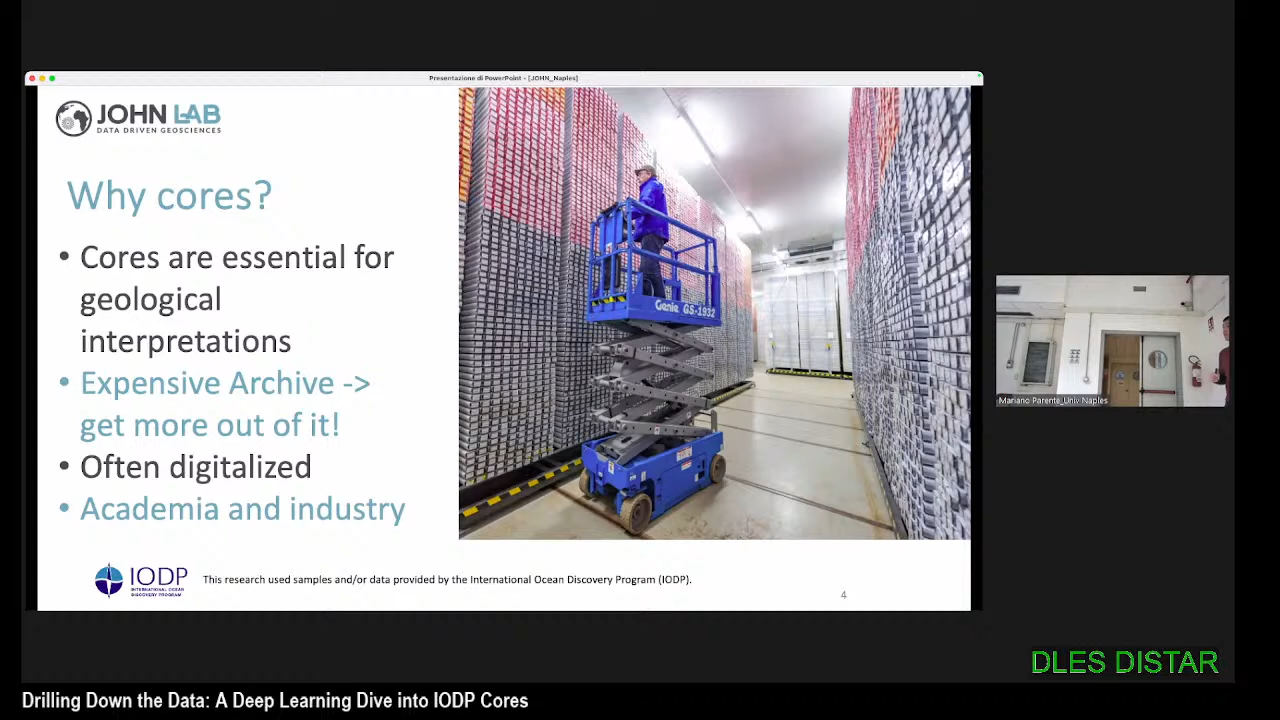 Presentazione di PowerPoint - [JOHN_Naples]
JOHN LAB
DATA DRIVEN GEOSCIENCES
Why cores?
• Cores are essential for
geological
interpretations
• Expensive Archive ->
get more out of it!
• Often digitalized
• Academia and industry
Genie GS-1932
IODP
INTERNATIONAL OCEAN
DISCOVERY PROGRAM
This research used samples and/or data provided by the International Ocean Discovery Program (IODP).
4
Mariano Parente_Univ Naples
DLES DISTAR
Drilling Down the Data: A Deep Learning Dive into IODP Cores